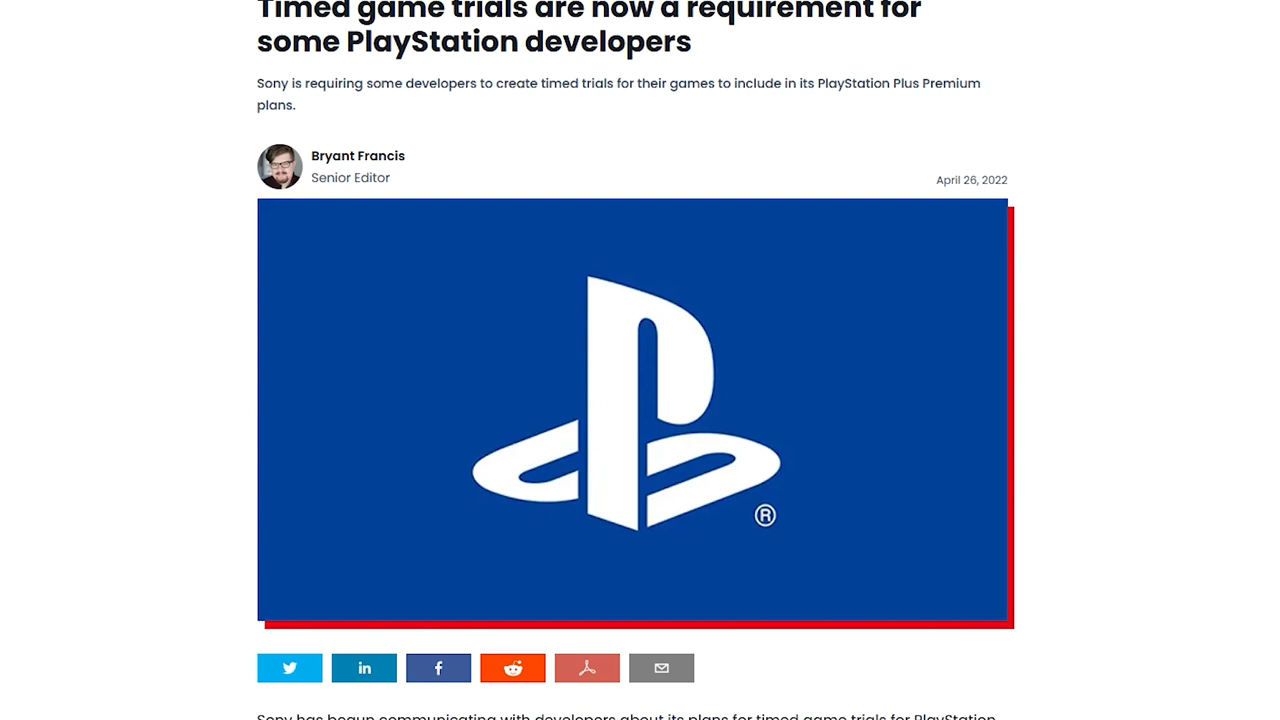 Timed game trials are now a requirement for
some PlayStation developers
Sony is requiring some developers to create timed trials for their games to include in its PlayStation Plus Premium
plans.
Bryant Francis
Senior Editor
April 26, 2022
®
in
f
Sony has begun communicating with developers about its plans for timed game trials for PlayStation